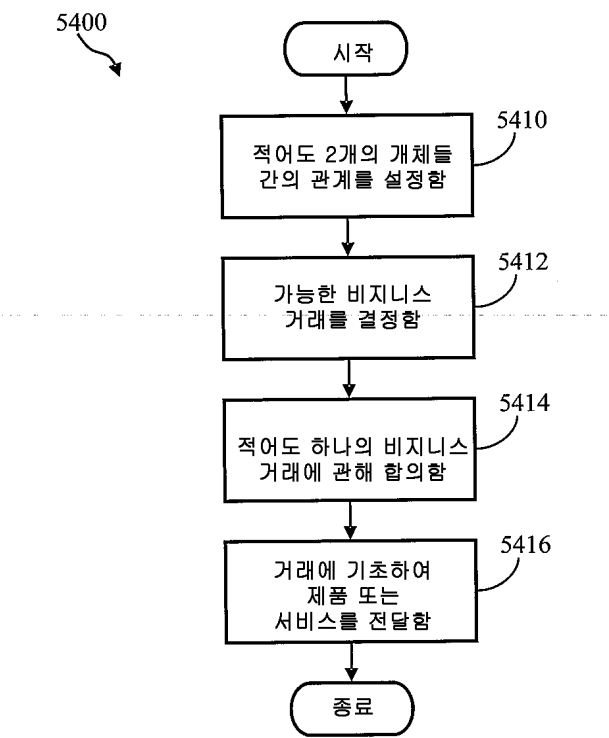 5400
시작
5410
적어도 2개의 개체들
간의 관계를 설정함
5412
가능한 비지니스
거래를 결정함
5414
적어도 하나의 비지니스
거래에 관해 합의함
5416
거래에 기초하여
제품 또는
서비스를 전달함
종료